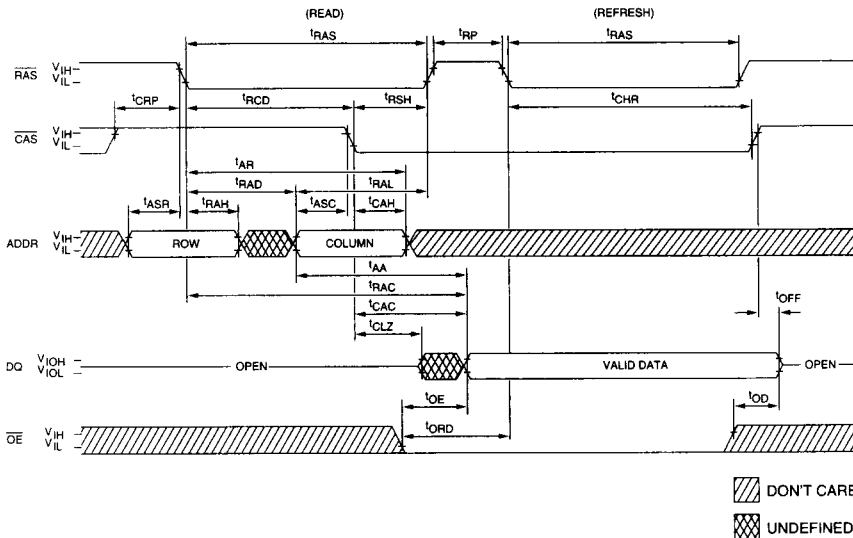 (READ) (REFRESH)
tRAS tRP tRAS
RAS VIH VIL
tCRP tRCD tRSH tCHR
CAS VIH VIL
tAR
tRAD tRAL
tASR tRAH tASC tCAH
ADDR VIH VIL ROW COLUMN
tAA
tRAC
tCAC tOFF
tCLZ
DQ VIOH VIOL OPEN VALID DATA OPEN
tOE tOD
OE VIH VIL tORD
DON'T CARE
UNDEFINED